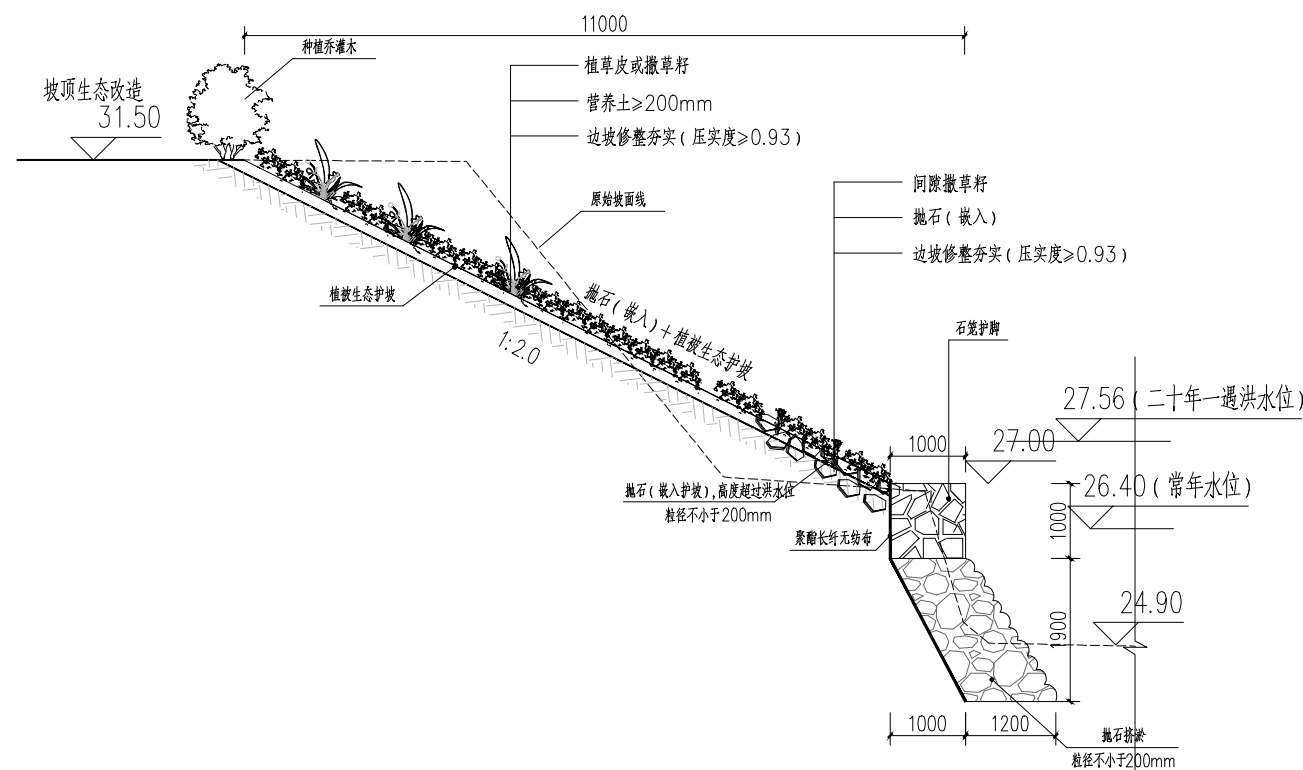 11000
种植乔灌木
坡顶生态改造
31.50
植草皮或撒草籽
营养土≥200mm
边坡修整夯实(压实度≥0.93)
原始坡面线
间隙撒草籽
抛石(嵌入)
边坡修整夯实(压实度≥0.93)
植被生态护坡
抛石(嵌入)+植被生态护坡
1:2.0
石笼护脚
27.56(二十年一遇洪水位)
1000
27.00
抛石(嵌入护坡),高度超过洪水位
粒径不小于200mm
26.40(常年水位)
1000
聚酯长纤无纺布
24.90
1900
1000
1200
抛石挤淤
粒径不小于200mm